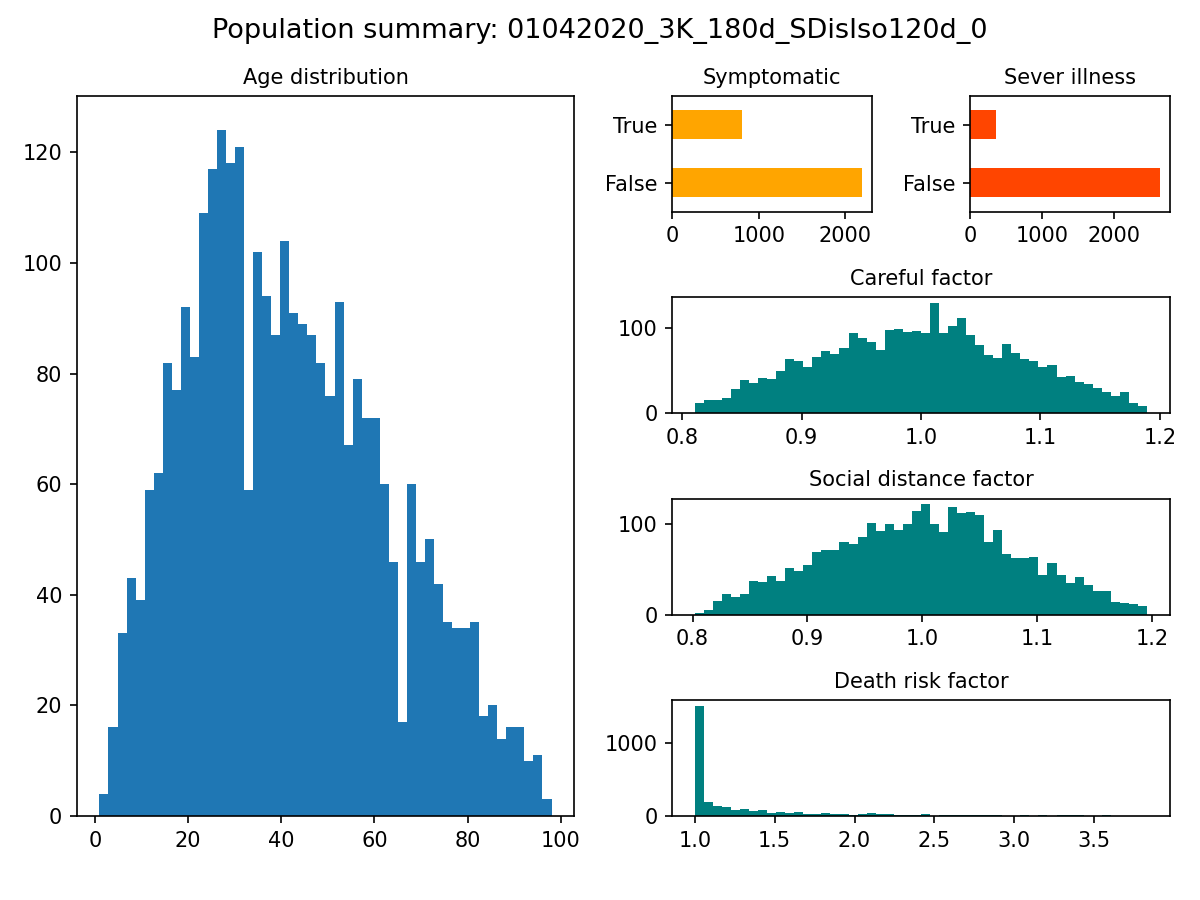 Population summary: 01042020_3K_180d_SDisIso120d_0
Age distribution
120
100
80
60
40
20
0
0 20 40 60 80 100
Symptomatic
True
False
0 1000 2000
Sever illness
True
False
0 1000 2000
Careful factor
100
0
0.8 0.9 1.0 1.1 1.2
Social distance factor
100
0
0.8 0.9 1.0 1.1 1.2
Death risk factor
1000
0
1.0 1.5 2.0 2.5 3.0 3.5